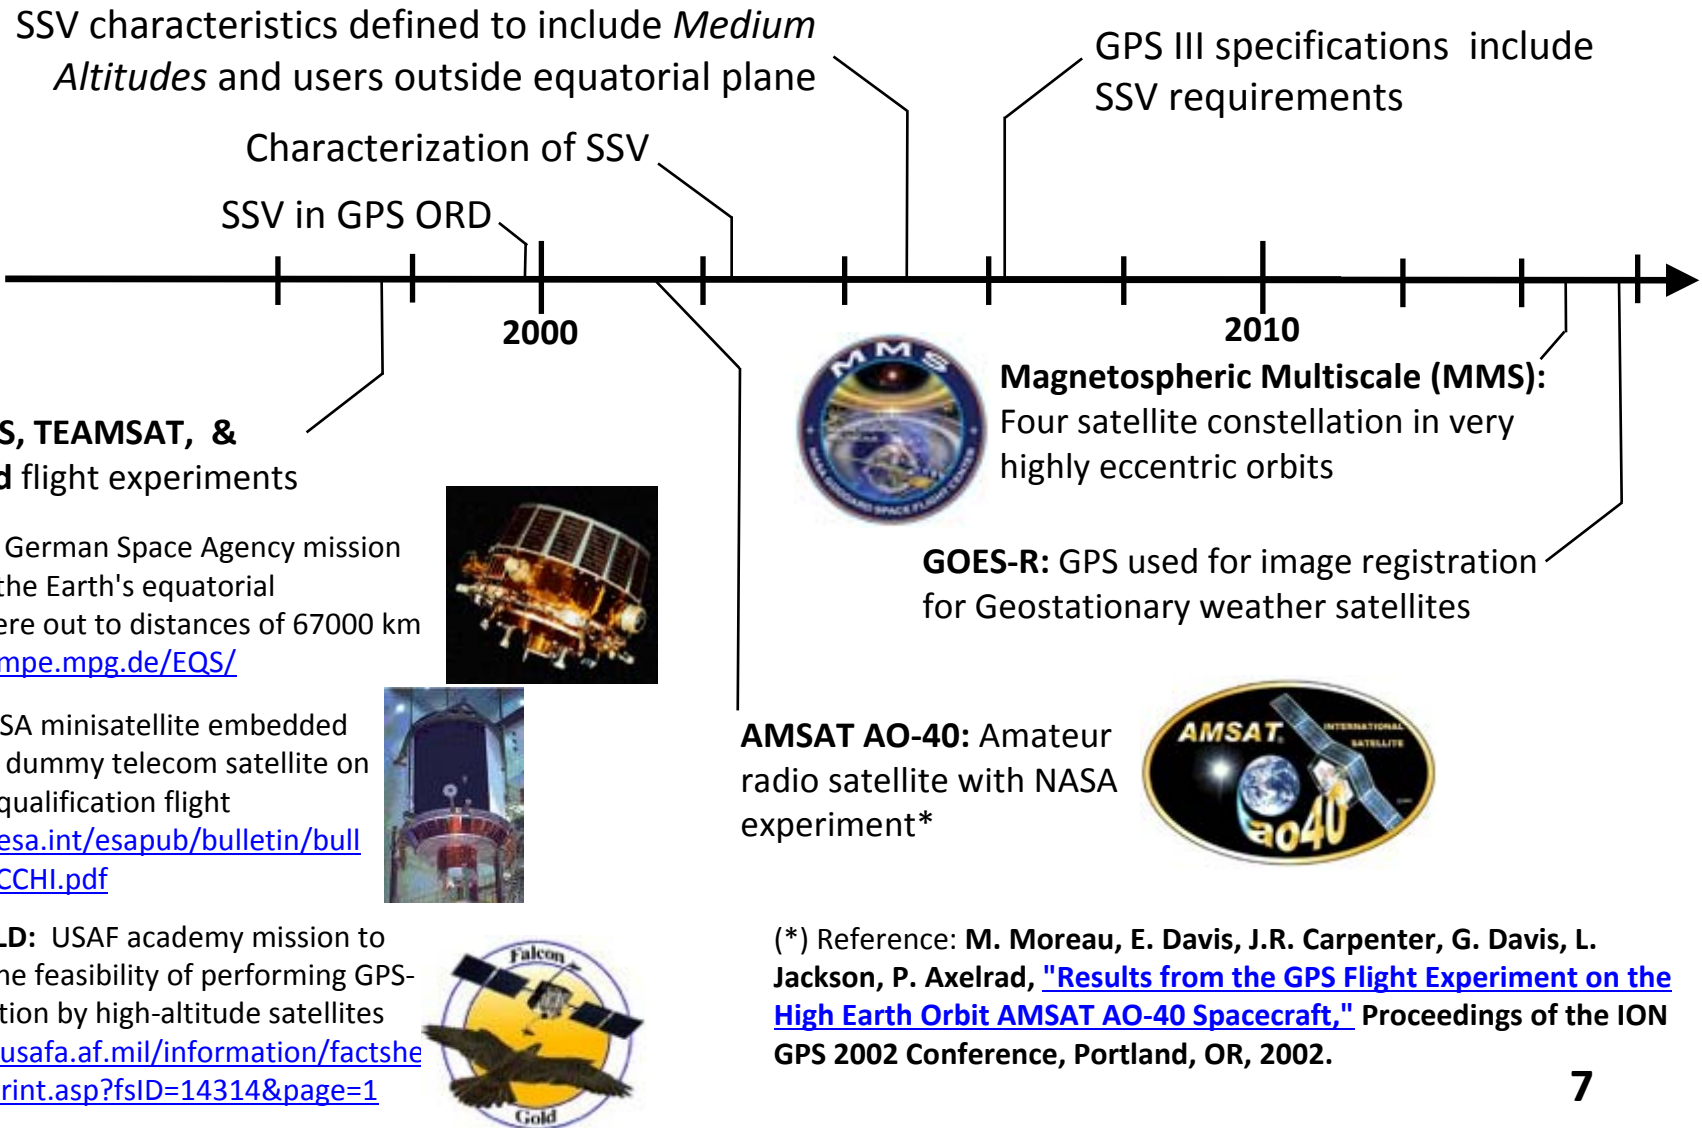 SSV characteristics defined to include Medium
Altitudes and users outside equatorial plane
GPS III specifications include
SSV requirements
Characterization of SSV
SSV in GPS ORD
2000
2010
S, TEAMSAT, &
d flight experiments
German Space Agency mission
the Earth's equatorial
ere out to distances of 67000 km
mpe.mpg.de/EQS/
SA minisatellite embedded
dummy telecom satellite on
qualification flight
esa.int/esapub/bulletin/bull
CCHI.pdf
LD: USAF academy mission to
he feasibility of performing GPS-
tion by high-altitude satellites
usafa.af.mil/information/factshe
rint.asp?fsID=14314&page=1
Falcon
Gold
MMS
NASA GODDARD SPACE FLIGHT CENTER
Magnetospheric Multiscale (MMS):
Four satellite constellation in very
highly eccentric orbits
GOES-R: GPS used for image registration
for Geostationary weather satellites
AMSAT AO-40: Amateur
radio satellite with NASA
experiment*
AMSAT
INTERNATIONAL
SATELLITE
ao40
(*) Reference: M. Moreau, E. Davis, J.R. Carpenter, G. Davis, L.
Jackson, P. Axelrad, "Results from the GPS Flight Experiment on the
High Earth Orbit AMSAT AO-40 Spacecraft," Proceedings of the ION
GPS 2002 Conference, Portland, OR, 2002.
7